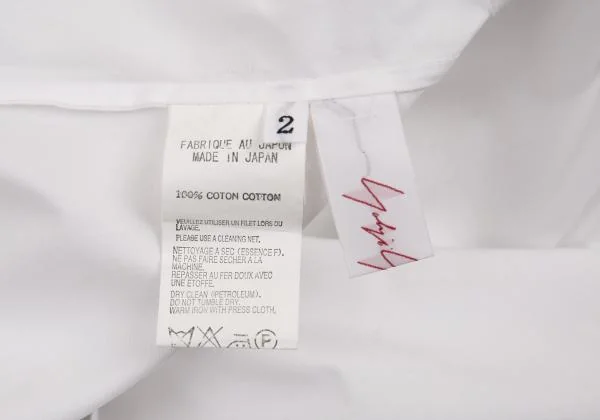 2
FABRIQUE AU JAPON
MADE IN JAPAN
100% COTON COTTON
VEUILLEZ UTILISER UN FILET LORS DU
LAVAGE.
PLEASE USE A CLEANING NET.
NETTOYAGE A SEC (ESSENCE F).
NE PAS FAIRE SECHER A LA
MACHINE.
REPASSER AU FER DOUX AVEC
UNE ÉTOFFE.
DRY CLEAN (PETROLEUM).
DO NOT TUMBLE DRY.
WARM IRON WITH PRESS CLOTH.
P